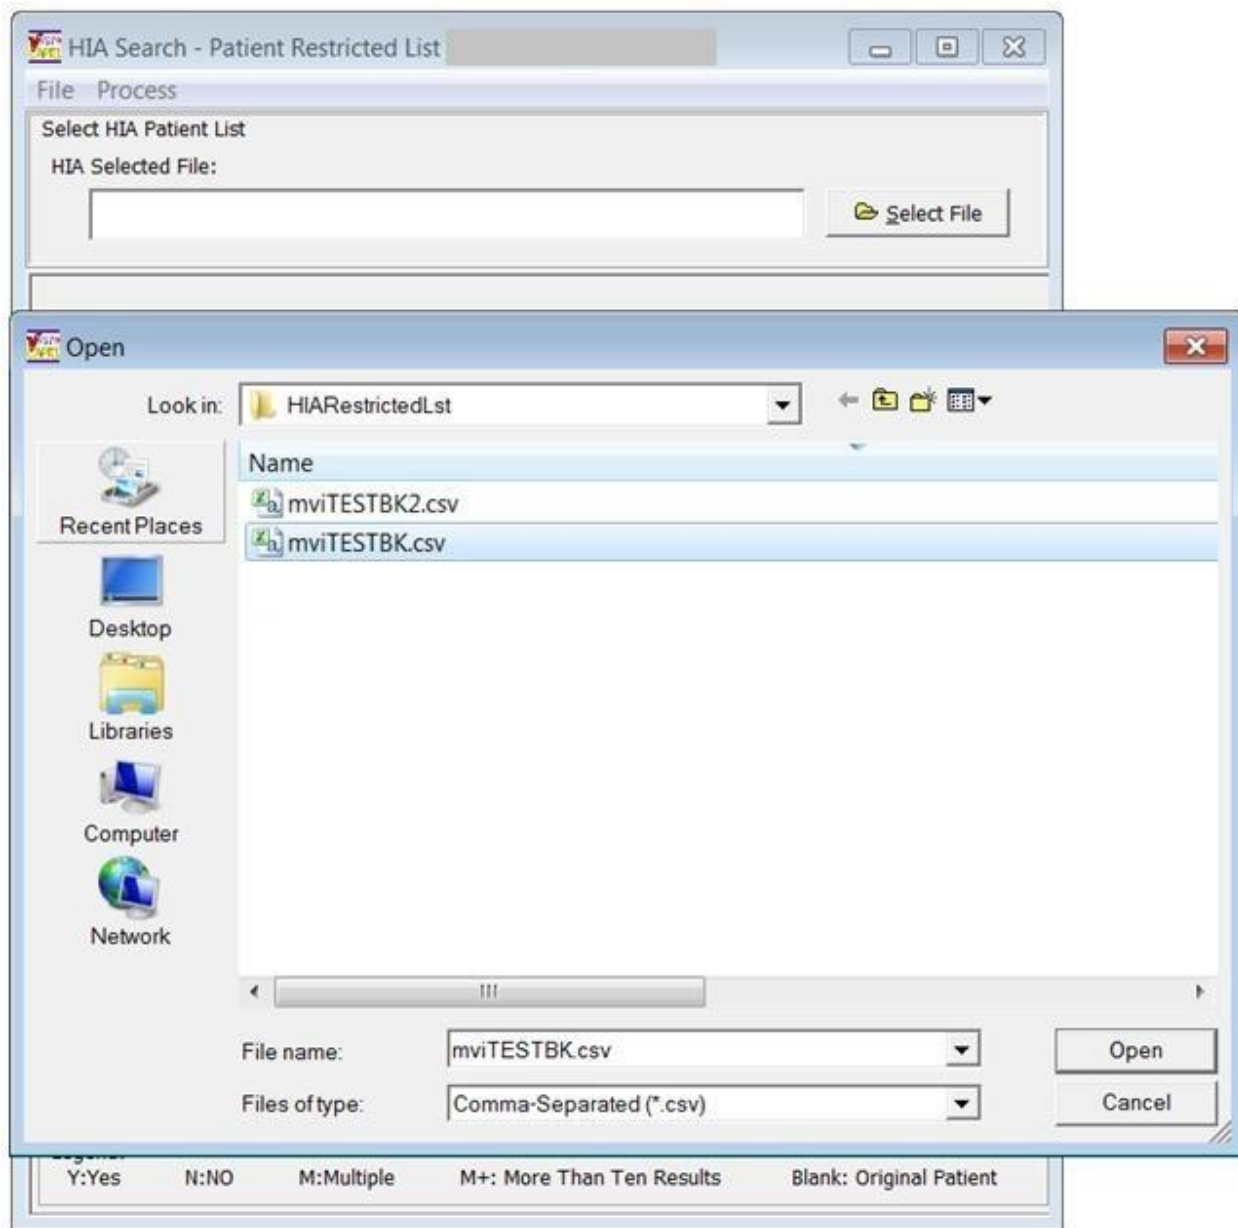 HIA Search - Patient Restricted List
File Process
Select HIA Patient List
HIA Selected File:
Select File
Open
Look in: HIARestrictedLst
Name
mviTESTBK2.csv
mviTESTBK.csv
Recent Places
Desktop
Libraries
Computer
Network
File name: mviTESTBK.csv Open
Files of type: Comma-Separated (*.csv) Cancel
Y:Yes N:NO M:Multiple M+: More Than Ten Results Blank: Original Patient